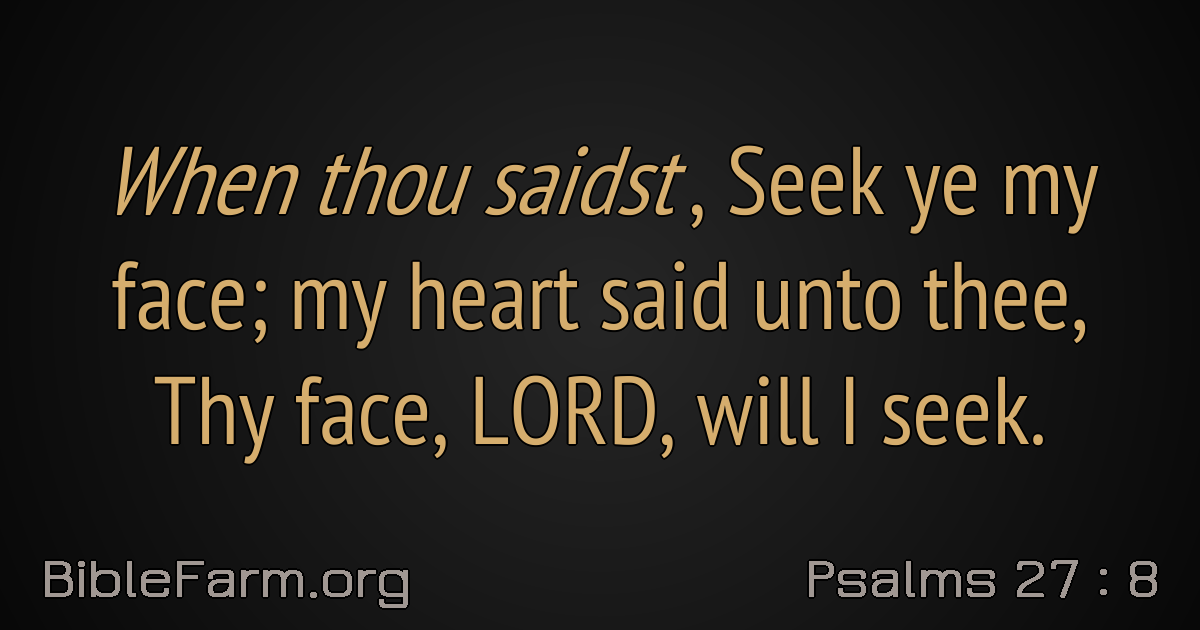 When thou saidst, Seek ye my
face; my heart said unto thee,
Thy face, LORD, will I seek.
BibleFarm.org
Psalms 27 : 8